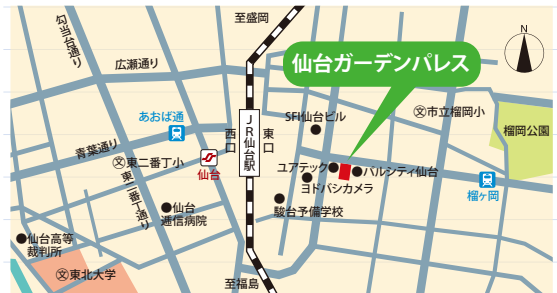 至盛岡
勾当台通り
N
広瀬通り
仙台ガーデンパレス
あおば通
SFI仙台ビル
文市立榴岡小
榴岡公園
青葉通り
西口
JR仙台駅
東口
文東二番丁小
仙台
ユアテック
パルシティ仙台
ヨドバシカメラ
榴ヶ岡
東二番丁通り
仙台
逓信病院
駿台予備学校
仙台高等
裁判所
文東北大学
至福島